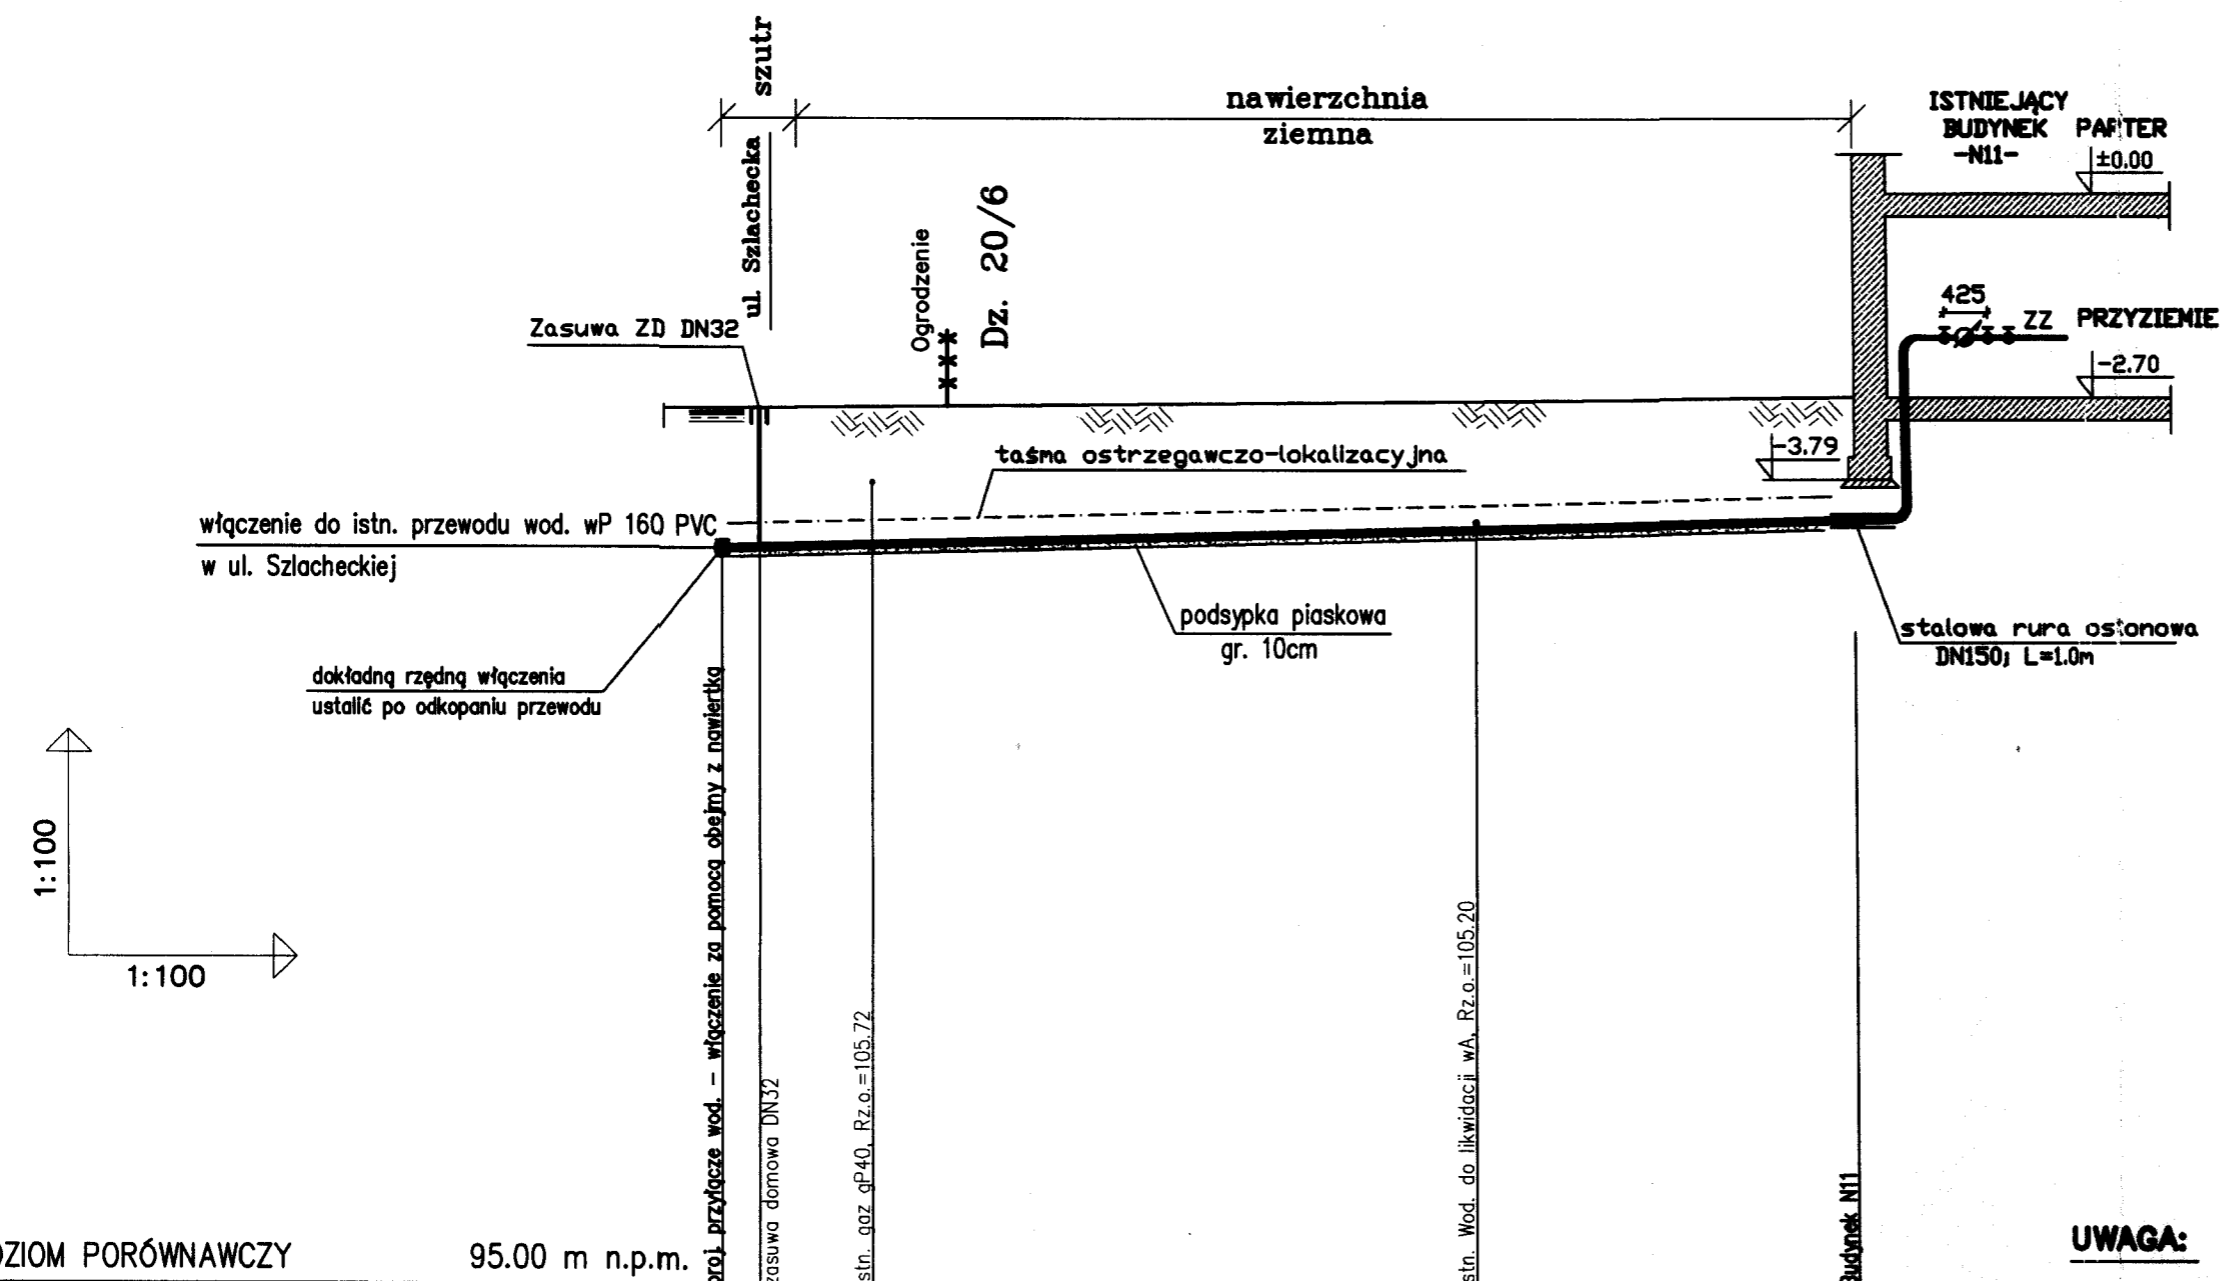 szutr
nawierzchnia
ziemna
ISTNIEJĄCY
BUDYNEK
-N11-
PARTER
±0.00
ul. Szlachecka
Ogrodzenie
Dz. 20/6
Zasuwa ZD DN32
425
ZZ
PRZYZIEMIE
-2.70
-3.79
taśma ostrzegawczo-lokalizacyjna
włączenie do istn. przewodu wod. wP 160 PVC
w ul. Szlacheckiej
podsypka piaskowa
gr. 10cm
stalowa rura osłonowa
DN150; L=1.0m
dokładną rzędną włączenia
ustalić po odkopaniu przewodu
1:100
1:100
proj. przyłącze wod. - włączenie za pomocą obejmy z nawiertką
zasuwa domowa DN32
stn. gaz gP40, Rz.o.=105.72
stn. Wod. do likwidacji wA, Rz.o.=105.20
Budynek N11
OZIOM PORÓWNAWCZY 95.00 m n.p.m.
UWAGA: